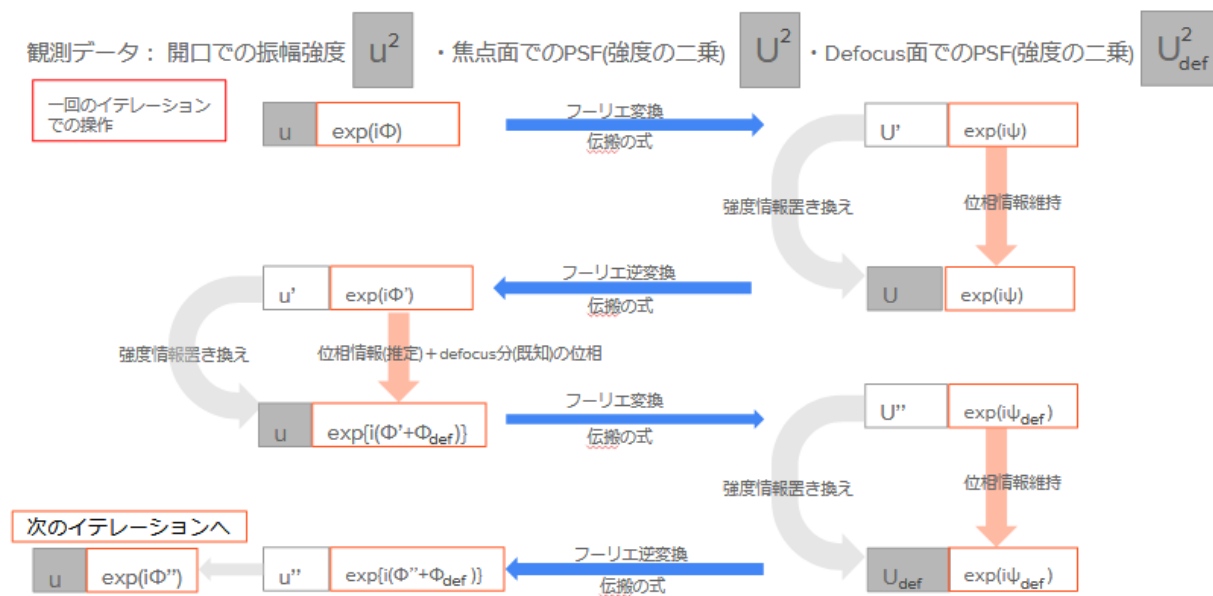 観測データ： 開口での振幅強度 u² ・焦点面でのPSF(強度の二乗) U² ・Defocus面でのPSF(強度の二乗) U²def
一回のイテレーション
での操作
u exp(iΦ)
フーリエ変換
伝搬の式
U' exp(iψ)
強度情報置き換え
位相情報維持
U exp(iψ)
フーリエ逆変換
伝搬の式
u' exp(iΦ')
強度情報置き換え
位相情報(推定)＋defocus分(既知)の位相
u exp{i(Φ'+Φdef)}
フーリエ変換
伝搬の式
U'' exp(iψdef)
強度情報置き換え
位相情報維持
Udef exp(iψdef)
フーリエ逆変換
伝搬の式
u'' exp{i(Φ''+Φdef)}
次のイテレーションへ
u exp(iΦ'')